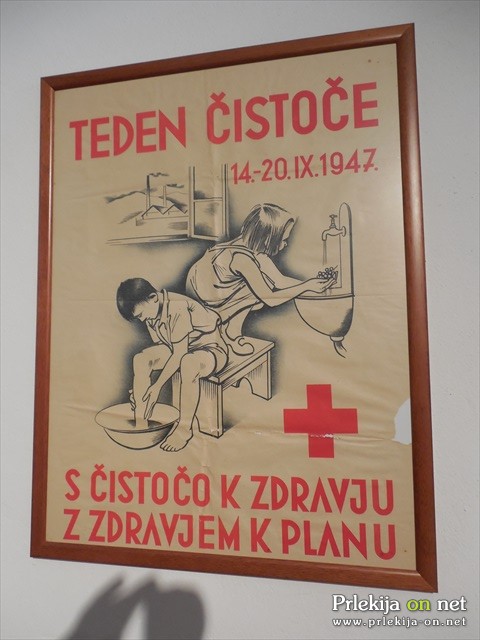 TEDEN ČISTOČE
14.-20.IX.1947.
S ČISTOČO K ZDRAVJU
Z ZDRAVJEM K PLANU
Prlekija on net
www.prlekija-on.net